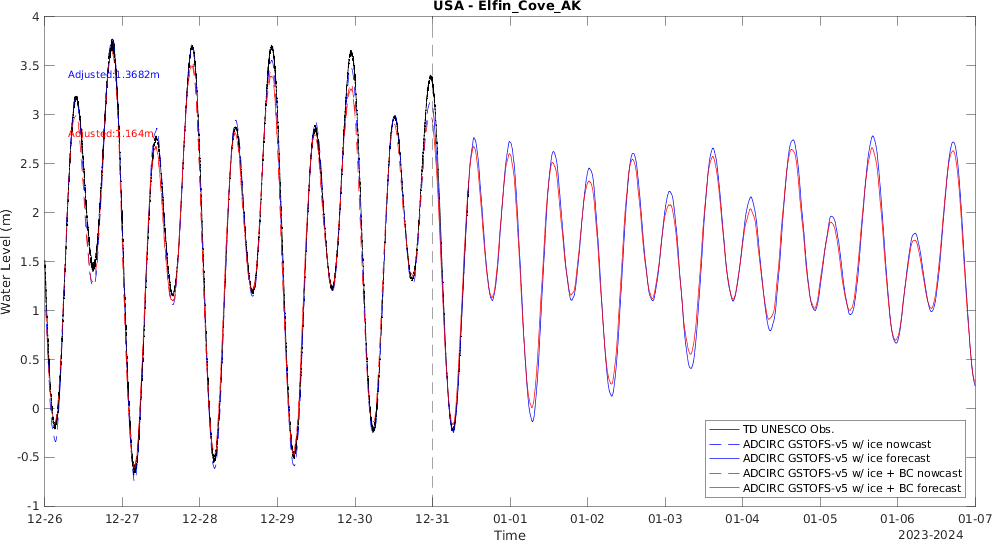 USA - Elfin_Cove_AK
4
3.5
3
2.5
2
1.5
1
0.5
0
-0.5
-1
Water Level (m)
Adjusted:1.3682m
Adjusted:1.164m
TD UNESCO Obs.
ADCIRC GSTOFS-v5 w/ ice nowcast
ADCIRC GSTOFS-v5 w/ ice forecast
ADCIRC GSTOFS-v5 w/ ice + BC nowcast
ADCIRC GSTOFS-v5 w/ ice + BC forecast
12-26 12-27 12-28 12-29 12-30 12-31 01-01 01-02 01-03 01-04 01-05 01-06 01-07
Time
2023-2024